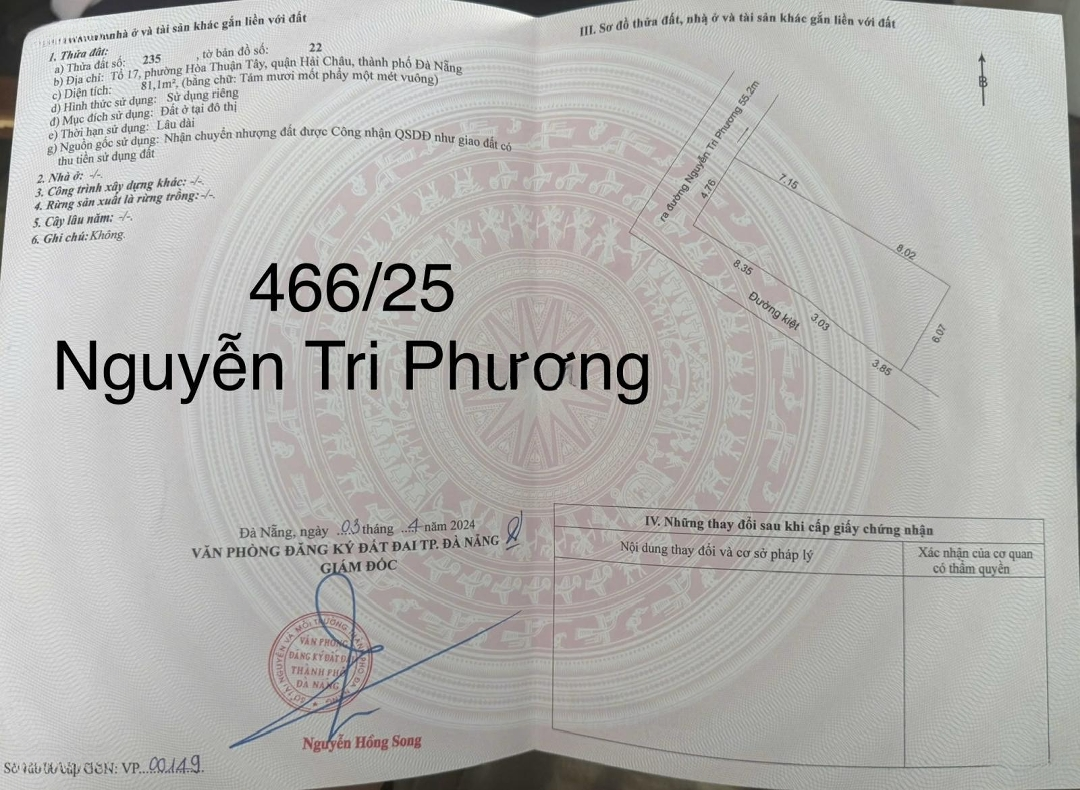 nhà ở và tài sản khác gắn liền với đất
1. Thửa đất:
a) Thửa đất số: 235 , tờ bản đồ số: 22
b) Địa chỉ: Tổ 17, phường Hòa Thuận Tây, quận Hải Châu, thành phố Đà Nẵng
c) Diện tích: 81,1m², (bằng chữ: Tám mươi mốt phẩy một mét vuông)
d) Hình thức sử dụng: Sử dụng riêng
đ) Mục đích sử dụng: Đất ở tại đô thị
e) Thời hạn sử dụng: Lâu dài
g) Nguồn gốc sử dụng: Nhận chuyển nhượng đất được Công nhận QSDĐ như giao đất có
thu tiền sử dụng đất
2. Nhà ở: -/-.
3. Công trình xây dựng khác: -/-.
4. Rừng sản xuất là rừng trồng: -/-.
5. Cây lâu năm: -/-.
6. Ghi chú: Không.
466/25
Nguyễn Tri Phương
Đà Nẵng, ngày ..03 tháng ..4 năm 2024
VĂN PHÒNG ĐĂNG KÝ ĐẤT ĐAI TP. ĐÀ NẴNG
GIÁM ĐỐC
VĂN PHÒNG
ĐĂNG KÝ ĐẤT ĐAI
THÀNH PHỐ
ĐÀ NẴNG
Nguyễn Hồng Song
cấp GCN: VP...00149.
III. Sơ đồ thửa đất, nhà ở và tài sản khác gắn liền với đất
B
ra đường Nguyễn Tri Phương 55.2m
4.76
7.15
8.02
8.35
Đường kiệt
3.03
6.07
3.85
IV. Những thay đổi sau khi cấp giấy chứng nhận
Nội dung thay đổi và cơ sở pháp lý
Xác nhận của cơ quan
có thẩm quyền